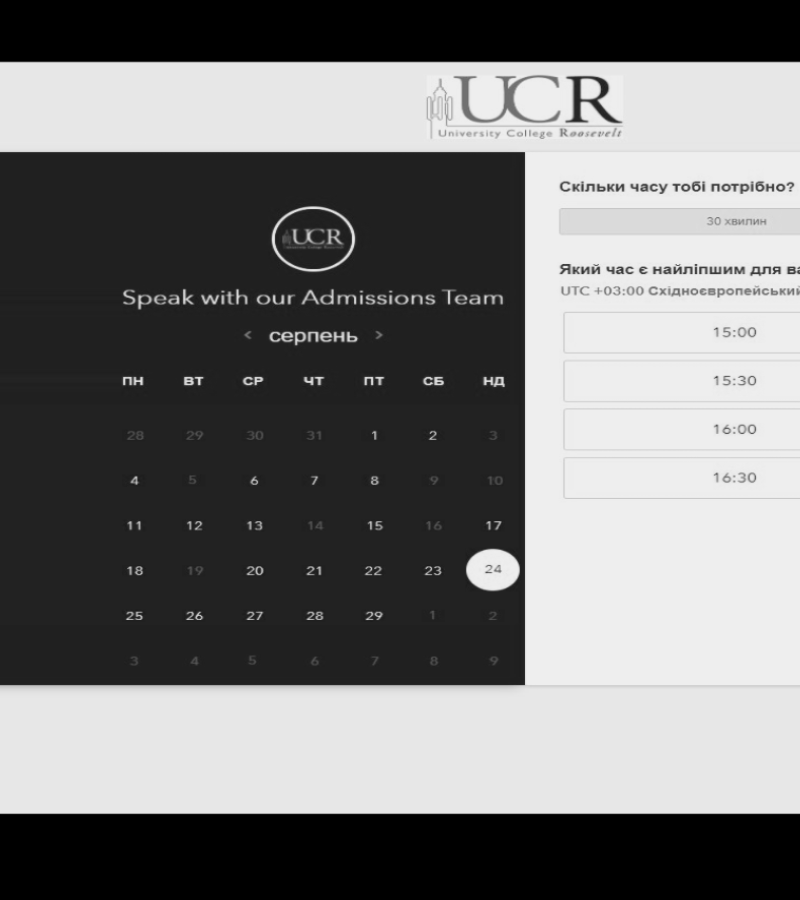 UCR
University College Roosevelt
UCR
Speak with our Admissions Team
< серпень >
ПН ВТ СР ЧТ ПТ СБ НД
28 29 30 31 1 2 3
4 5 6 7 8 9 10
11 12 13 14 15 16 17
18 19 20 21 22 23 24
25 26 27 28 29 1 2
3 4 5 6 7 8 9
Скільки часу тобі потрібно?
30 хвилин
Який час є найліпшим для ва
UTC +03:00 Східноєвропейський
15:00
15:30
16:00
16:30